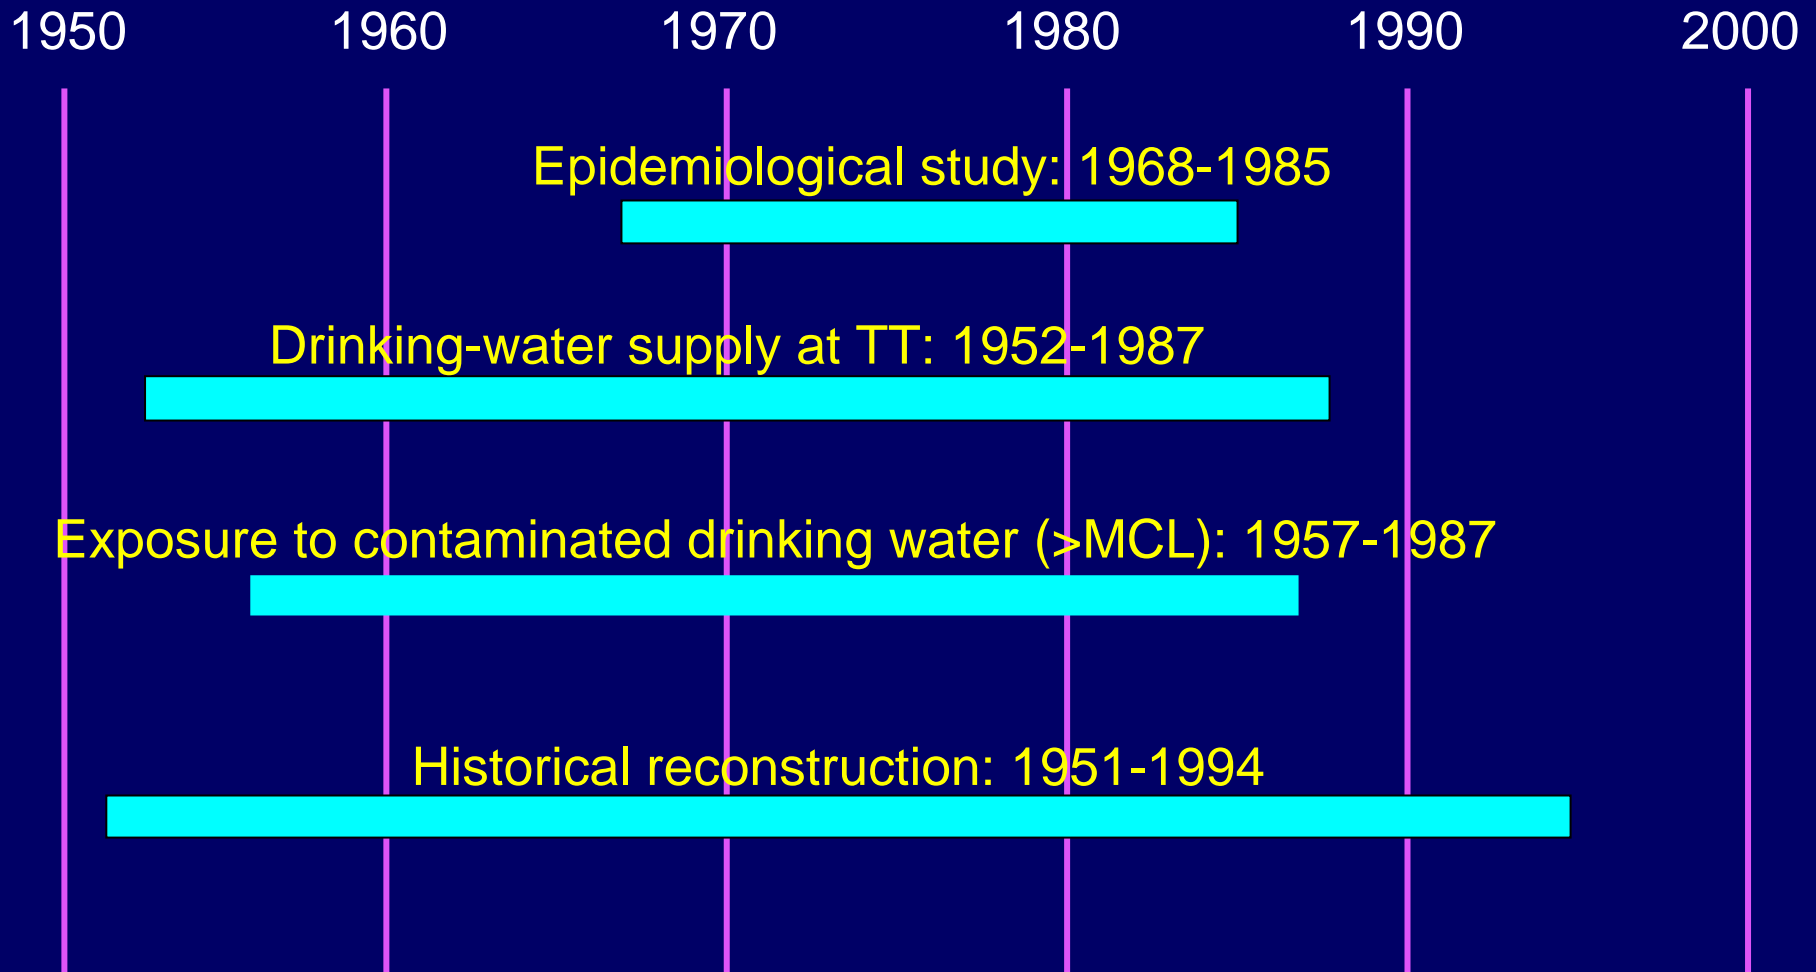 1950 1960 1970 1980 1990 2000
Epidemiological study: 1968-1985
Drinking-water supply at TT: 1952-1987
Exposure to contaminated drinking water (>MCL): 1957-1987
Historical reconstruction: 1951-1994